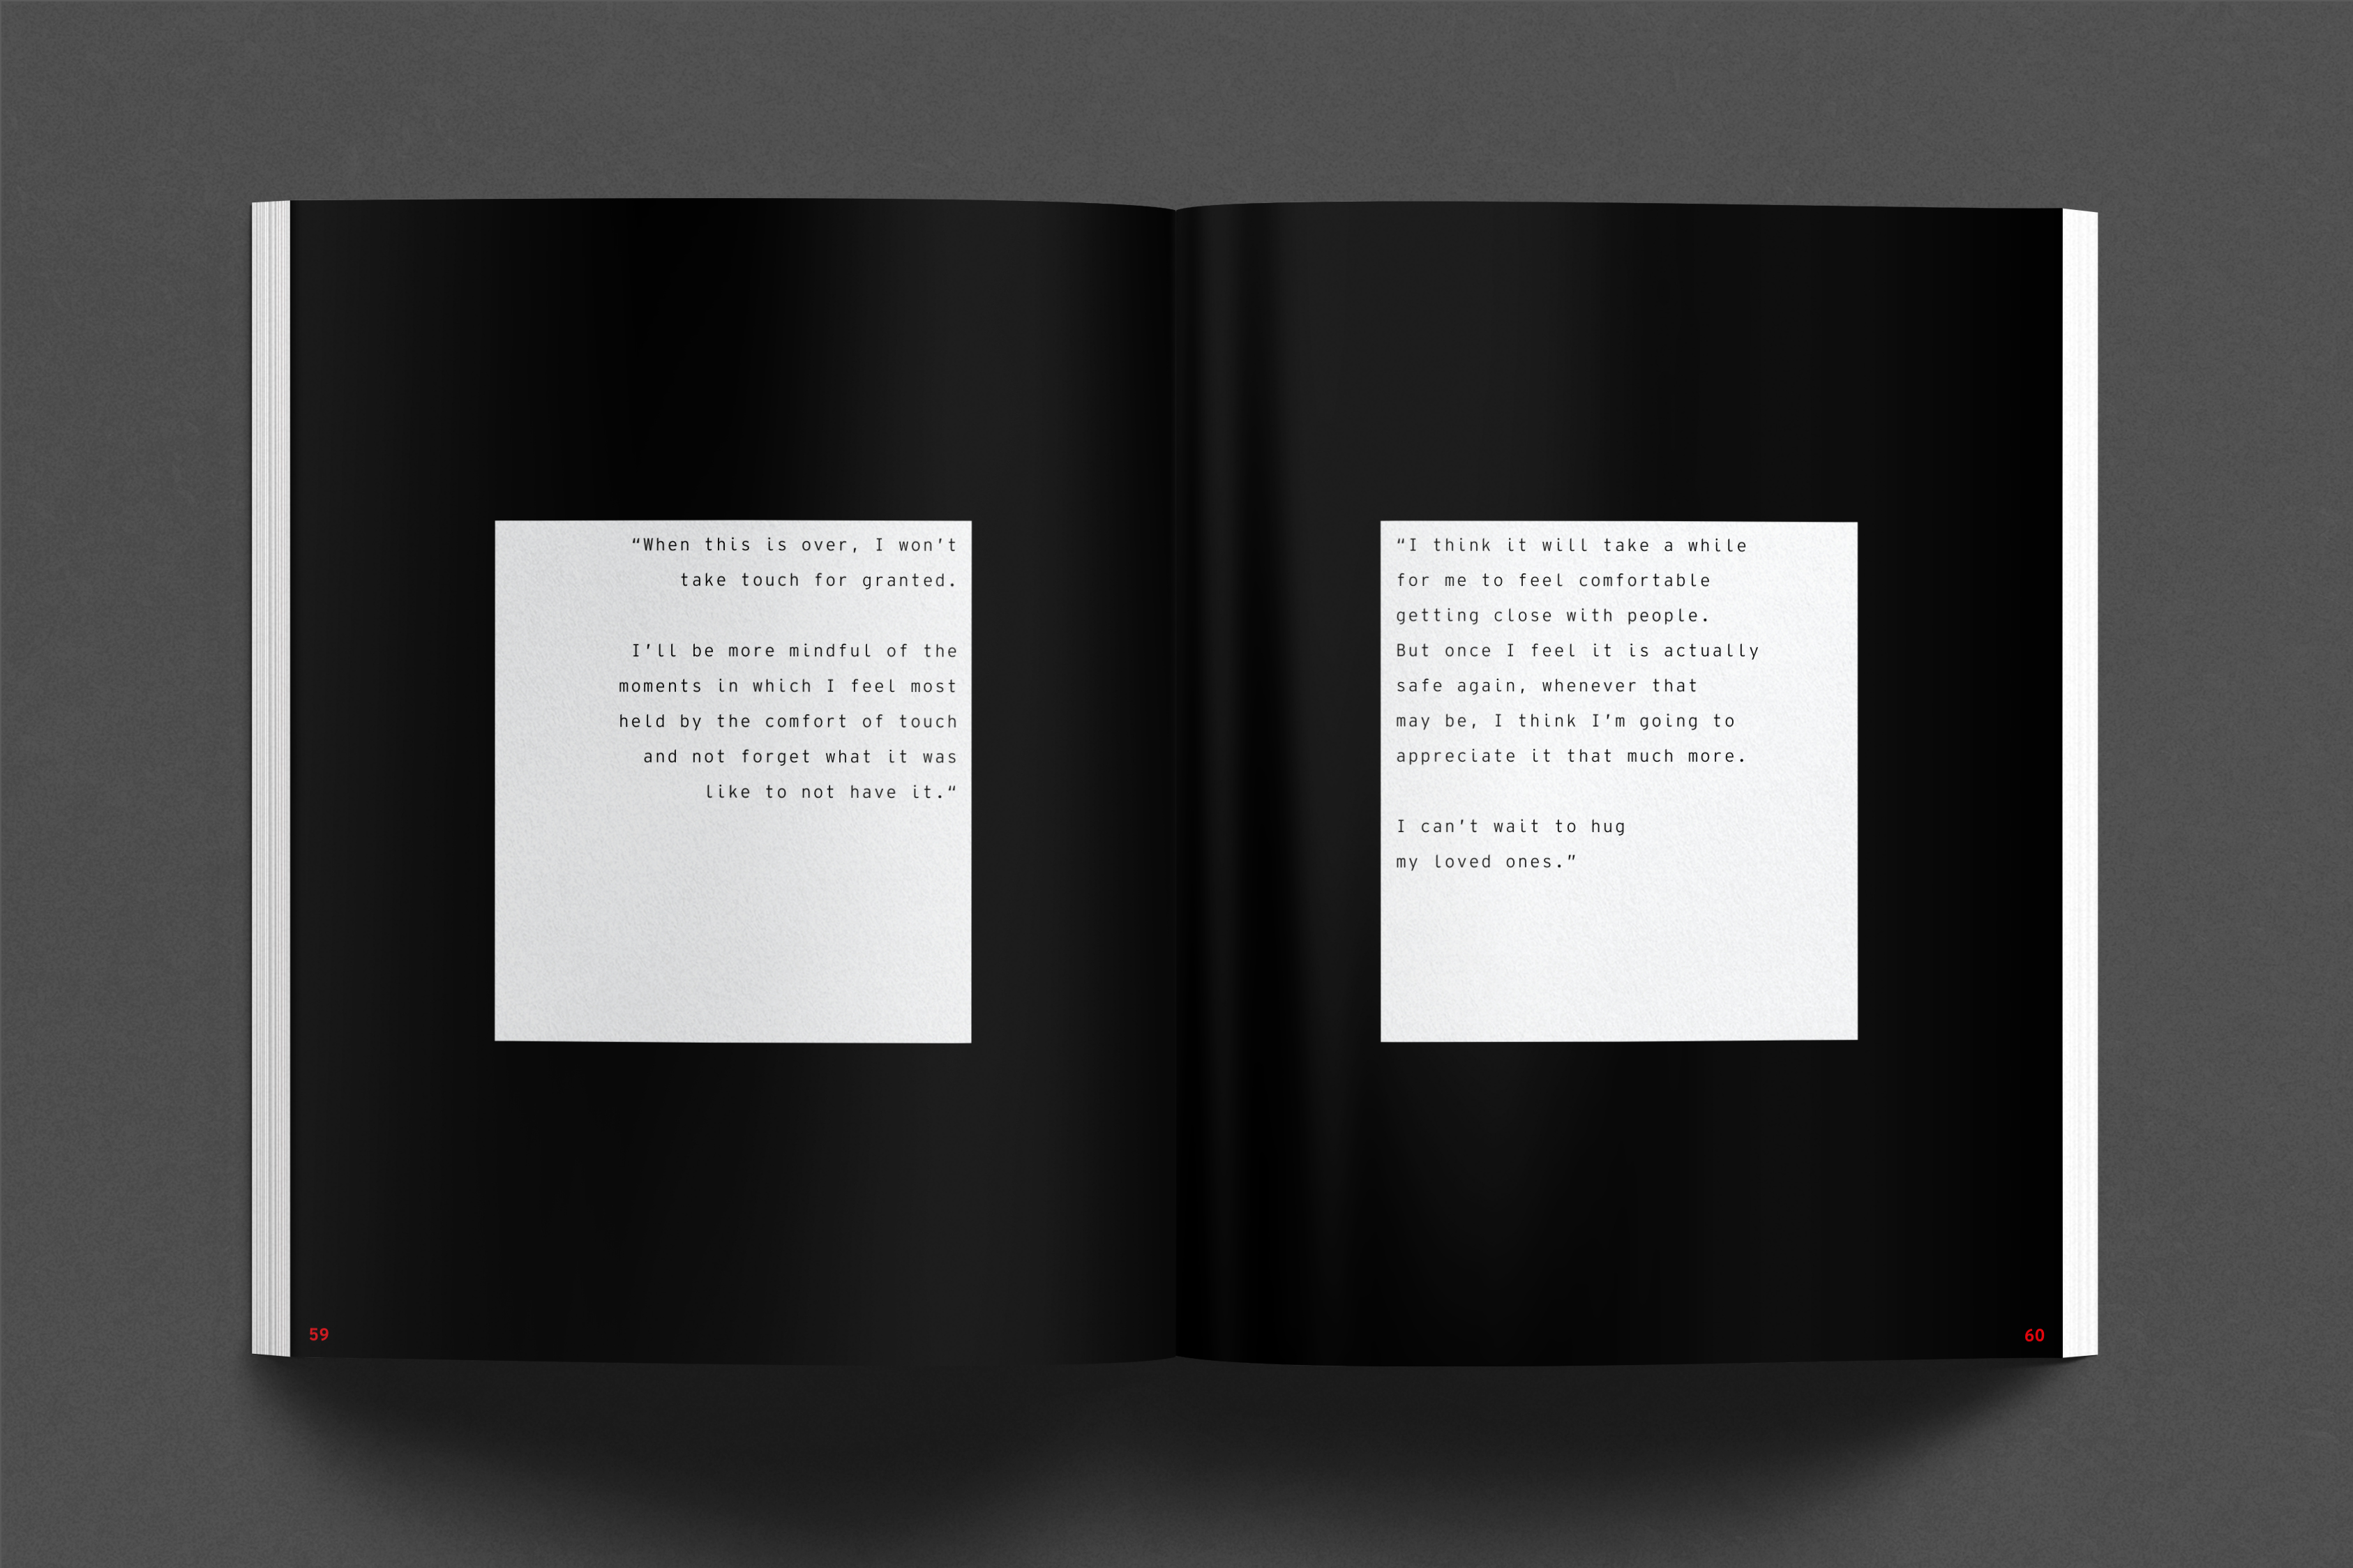 “When this is over, I won’t
take touch for granted.
I’ll be more mindful of the
moments in which I feel most
held by the comfort of touch
and not forget what it was
like to not have it.“
59
“I think it will take a while
for me to feel comfortable
getting close with people.
But once I feel it is actually
safe again, whenever that
may be, I think I’m going to
appreciate it that much more.
I can’t wait to hug
my loved ones.”
60